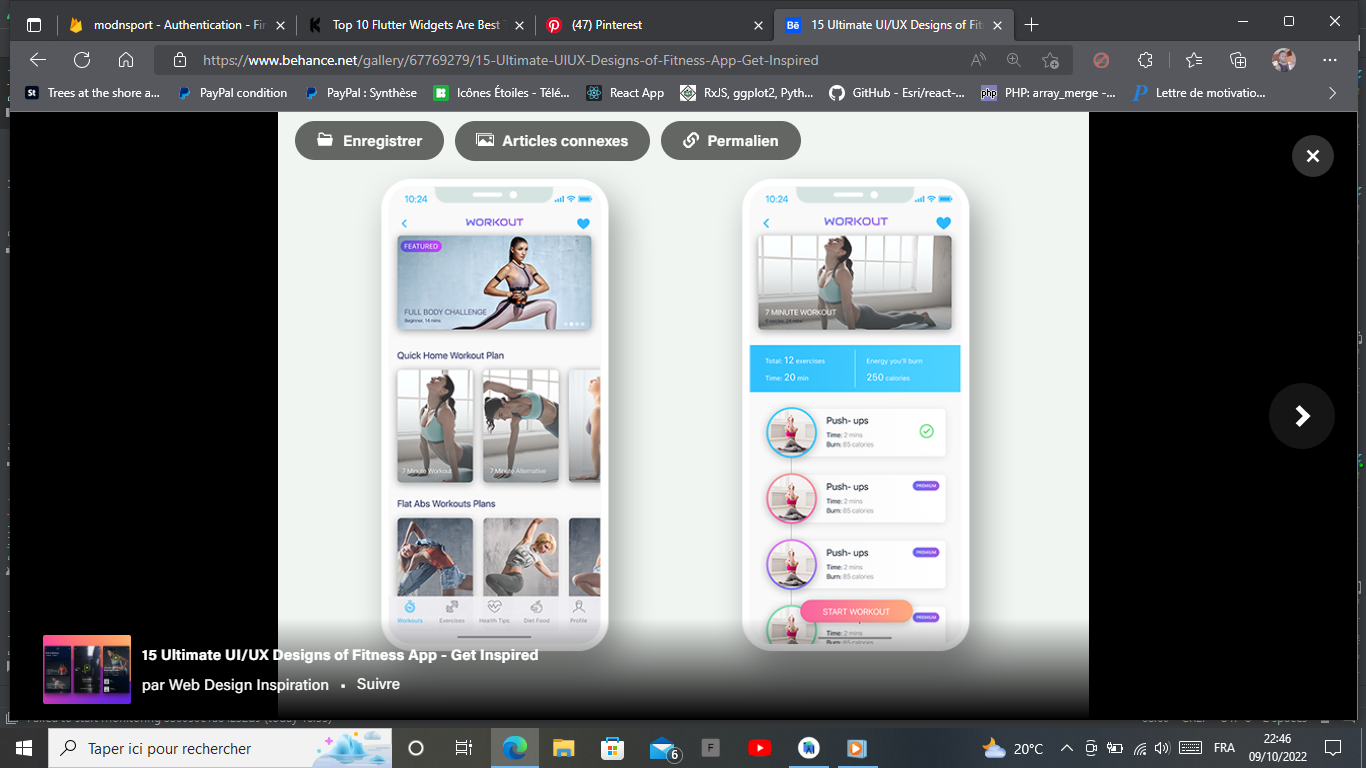 modnsport - Authentication - Fir
Top 10 Flutter Widgets Are Best
(47) Pinterest
15 Ultimate UI/UX Designs of Fit
https://www.behance.net/gallery/67769279/15-Ultimate-UIUX-Designs-of-Fitness-App-Get-Inspired
Trees at the shore a...
PayPal condition
PayPal : Synthèse
Icônes Étoiles - Télé...
React App
RxJS, ggplot2, Pyth...
GitHub - Esri/react-...
PHP: array_merge -...
Lettre de motivatio...
Enregistrer
Articles connexes
Permalien
10:24
WORKOUT
FEATURED
FULL BODY CHALLENGE
Beginner, 14 mins
Quick Home Workout Plan
7 Minute Workout
7 Minute Alternative
Flat Abs Workouts Plans
Workouts
Exercises
Health Tips
Diet Food
Profile
10:24
WORKOUT
7 MINUTE WORKOUT
Total: 12 exercises
Energy you'll burn
Time: 20 min
250 calories
Push- ups
Time: 2 mins
Burn: 85 calories
Push- ups
PREMIUM
Time: 2 mins
Burn: 85 calories
Push- ups
PREMIUM
Time: 2 mins
Burn: 85 calories
START WORKOUT
PREMIUM
Time: 2 mins
Burn: 85 calories
15 Ultimate UI/UX Designs of Fitness App - Get Inspired
par Web Design Inspiration • Suivre
Taper ici pour rechercher
6
F
20°C
FRA
22:46
09/10/2022